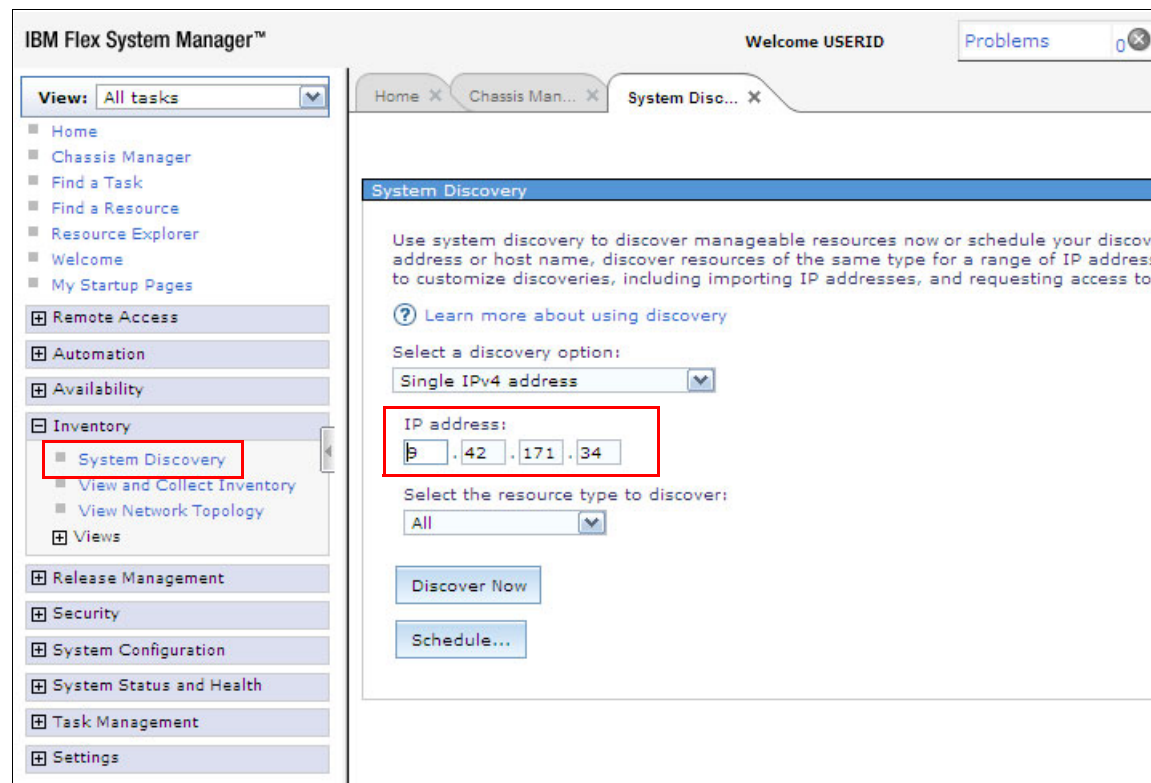 IBM Flex System Manager™
Welcome USERID
Problems 0
View: All tasks
Home
Chassis Manager
Find a Task
Find a Resource
Resource Explorer
Welcome
My Startup Pages
Remote Access
Automation
Availability
Inventory
System Discovery
View and Collect Inventory
View Network Topology
Views
Release Management
Security
System Configuration
System Status and Health
Task Management
Settings
Home
Chassis Man...
System Disc...
System Discovery
Use system discovery to discover manageable resources now or schedule your discov
address or host name, discover resources of the same type for a range of IP addres
to customize discoveries, including importing IP addresses, and requesting access to
? Learn more about using discovery
Select a discovery option:
Single IPv4 address
IP address:
9 . 42 . 171 . 34
Select the resource type to discover:
All
Discover Now
Schedule...